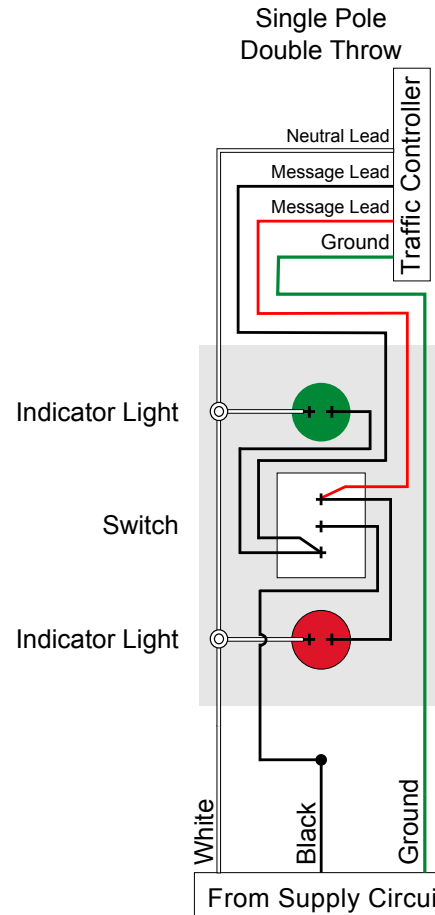 Single Pole
Double Throw
Neutral Lead
Message Lead
Message Lead
Ground
Traffic Controller
Indicator Light
Switch
Indicator Light
White
Black
Ground
From Supply Circui